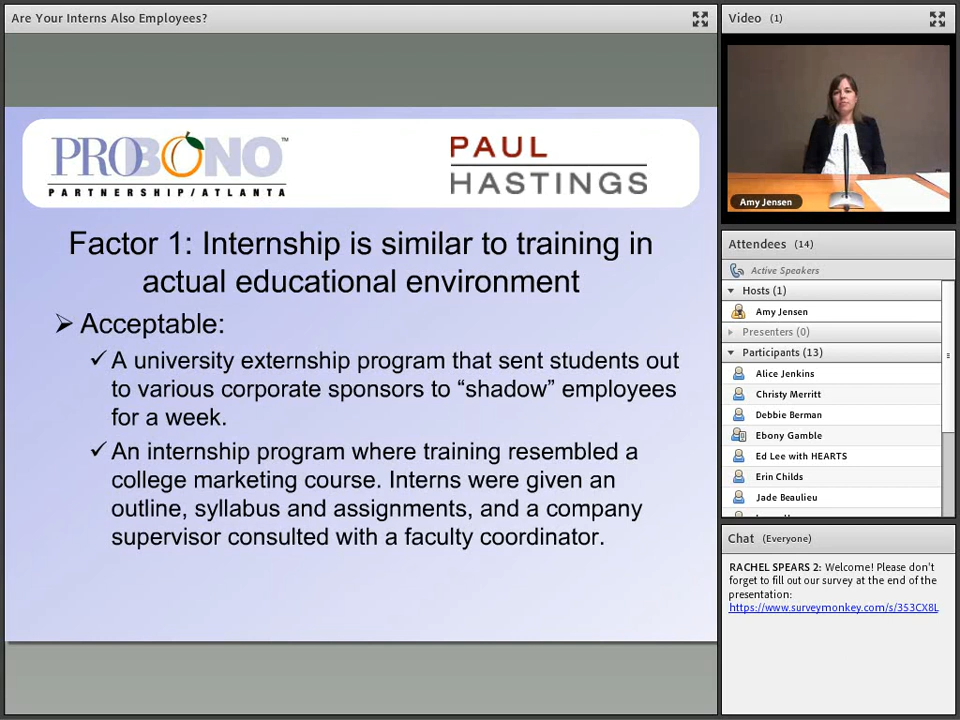 Are Your Interns Also Employees?
PROBONO™
PARTNERSHIP/ATLANTA
PAUL
HASTINGS
Factor 1: Internship is similar to training in
actual educational environment
➢ Acceptable:
✓ A university externship program that sent students out
to various corporate sponsors to “shadow” employees
for a week.
✓ An internship program where training resembled a
college marketing course. Interns were given an
outline, syllabus and assignments, and a company
supervisor consulted with a faculty coordinator.
Video (1)
Amy Jensen
Attendees (14)
Active Speakers
Hosts (1)
Amy Jensen
Presenters (0)
Participants (13)
Alice Jenkins
Christy Merritt
Debbie Berman
Ebony Gamble
Ed Lee with HEARTS
Erin Childs
Jade Beaulieu
Chat (Everyone)
RACHEL SPEARS 2: Welcome! Please don't
forget to fill out our survey at the end of the
presentation:
https://www.surveymonkey.com/s/353CX8L